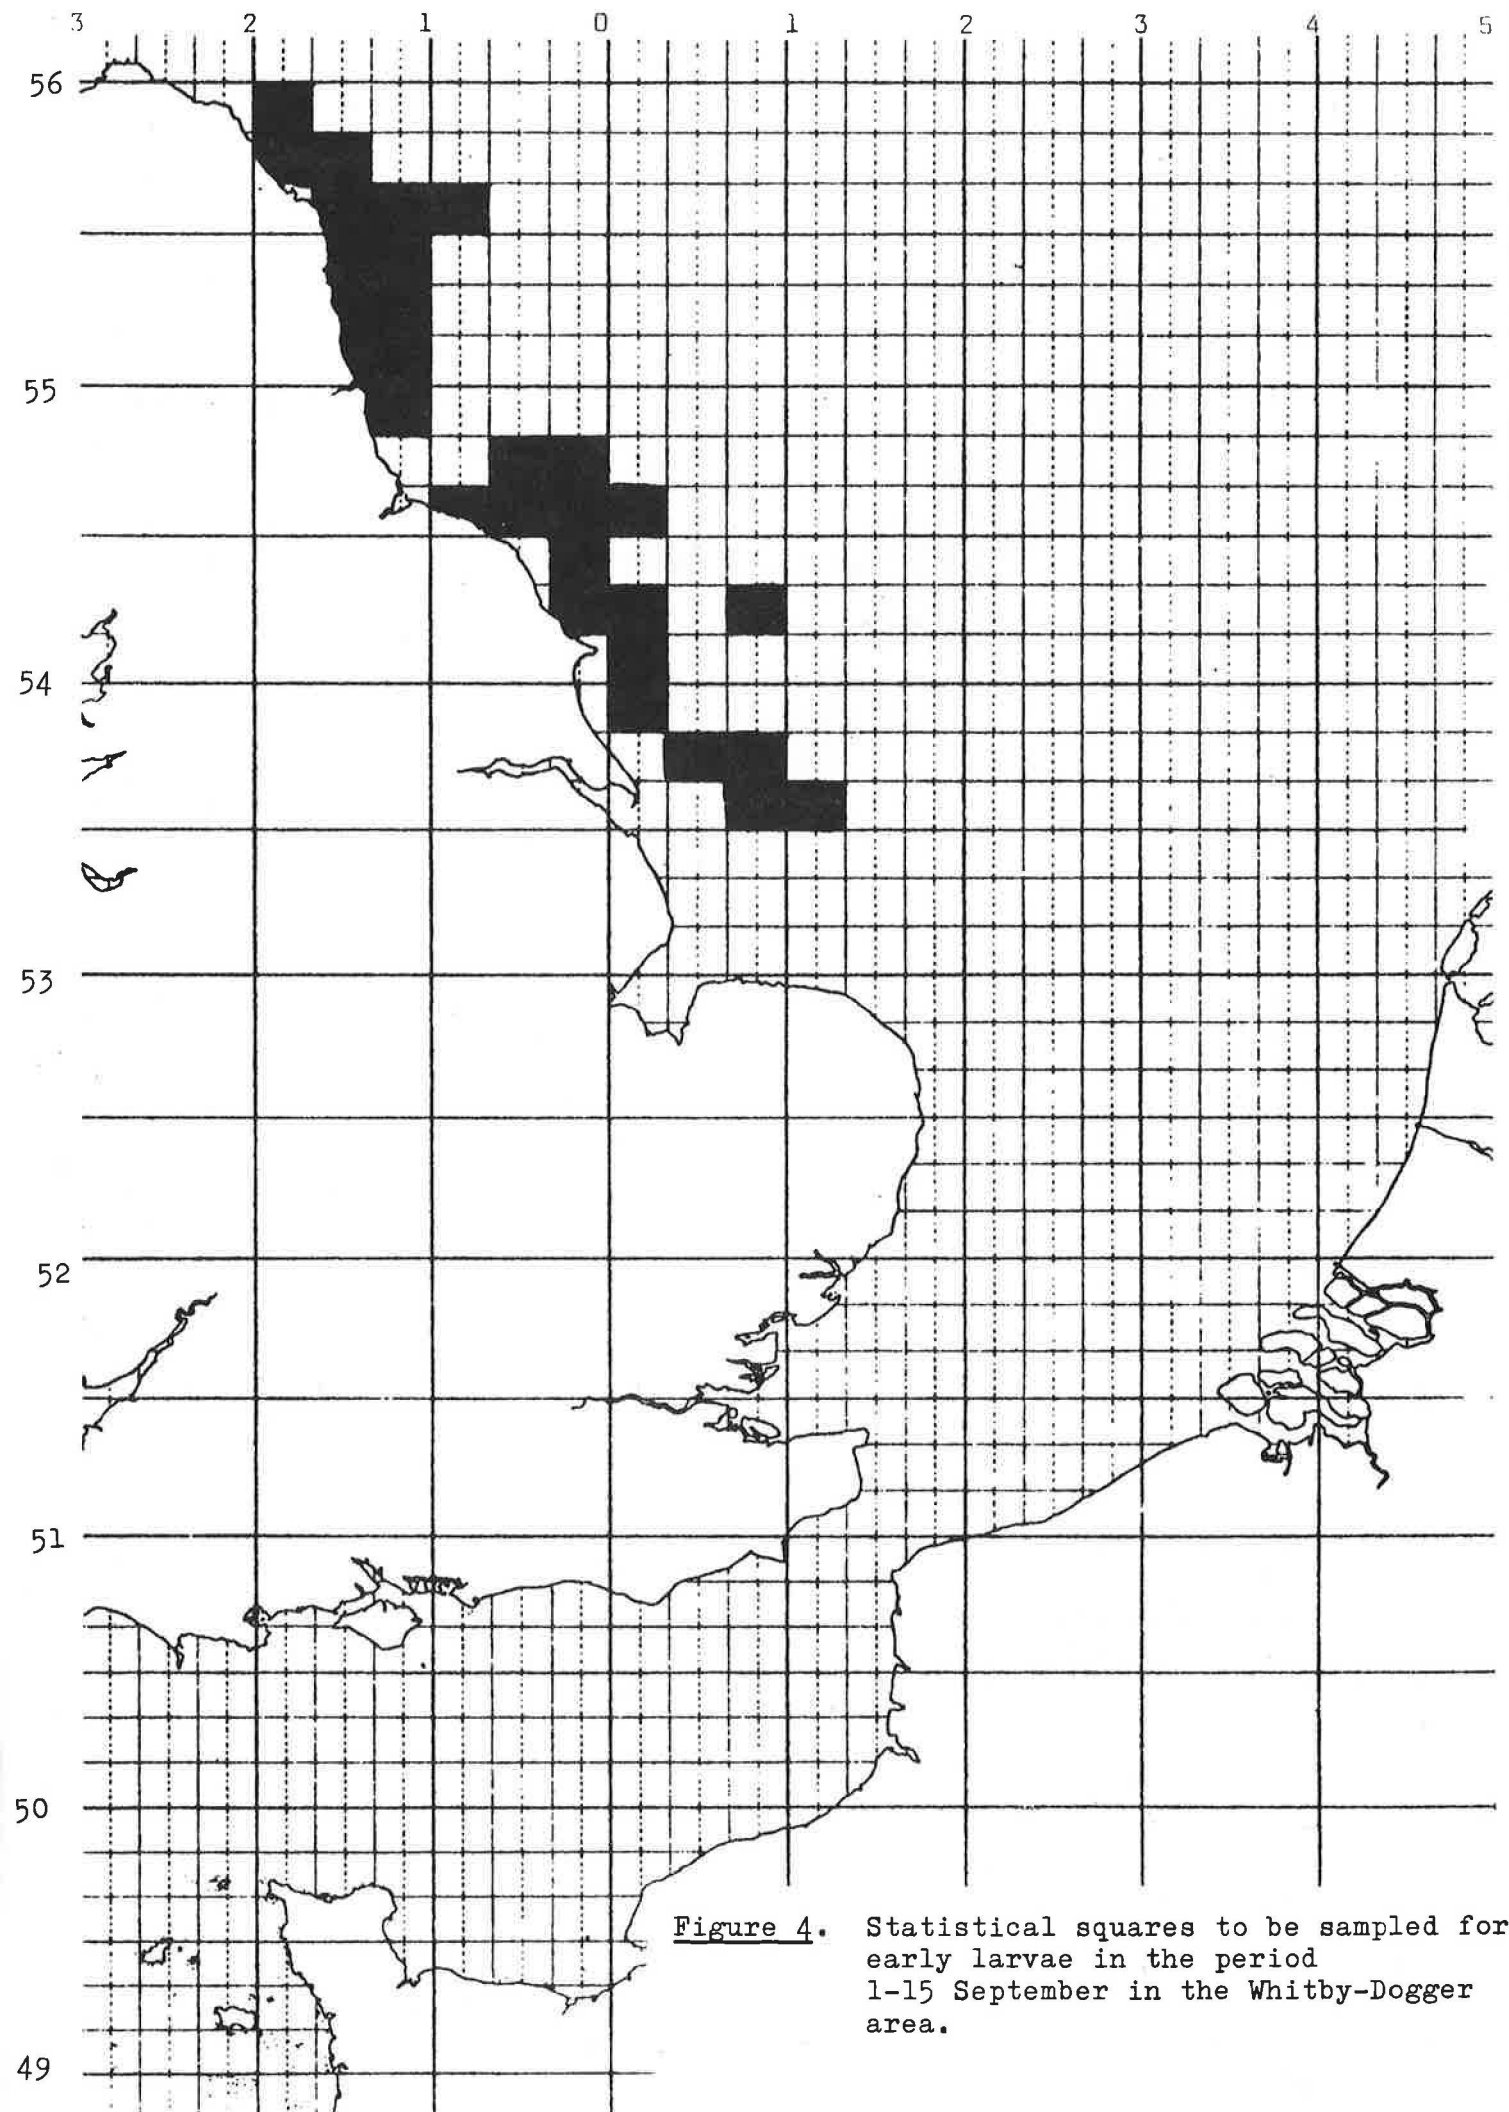 3 2 1 0 1 2 3 4 5
56
55
54
53
52
51
50
49
Figure 4. Statistical squares to be sampled for
early larvae in the period
1-15 September in the Whitby-Dogger
area.